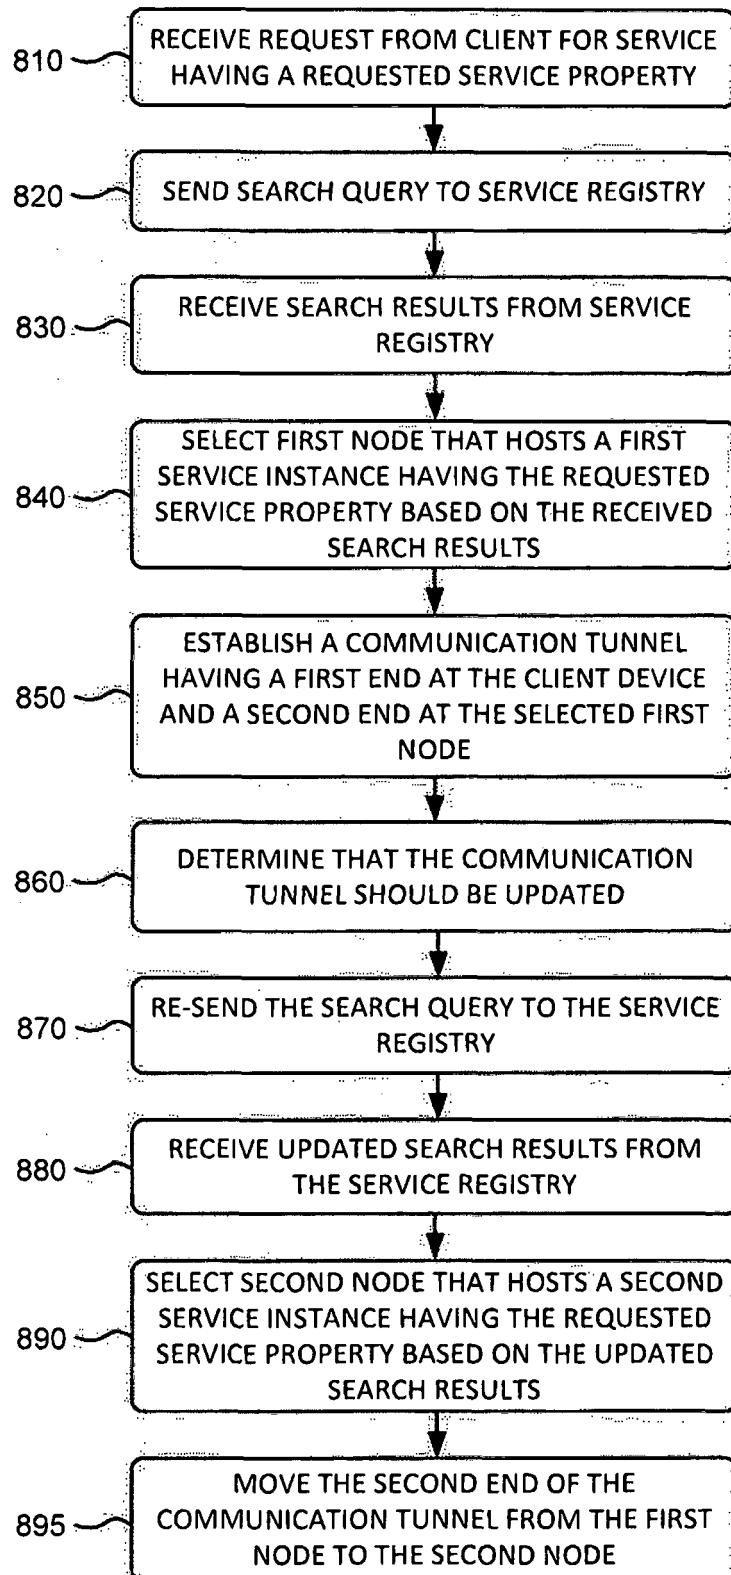 810
RECEIVE REQUEST FROM CLIENT FOR SERVICE
HAVING A REQUESTED SERVICE PROPERTY
820
SEND SEARCH QUERY TO SERVICE REGISTRY
830
RECEIVE SEARCH RESULTS FROM SERVICE
REGISTRY
840
SELECT FIRST NODE THAT HOSTS A FIRST
SERVICE INSTANCE HAVING THE REQUESTED
SERVICE PROPERTY BASED ON THE RECEIVED
SEARCH RESULTS
850
ESTABLISH A COMMUNICATION TUNNEL
HAVING A FIRST END AT THE CLIENT DEVICE
AND A SECOND END AT THE SELECTED FIRST
NODE
860
DETERMINE THAT THE COMMUNICATION
TUNNEL SHOULD BE UPDATED
870
RE-SEND THE SEARCH QUERY TO THE SERVICE
REGISTRY
880
RECEIVE UPDATED SEARCH RESULTS FROM
THE SERVICE REGISTRY
890
SELECT SECOND NODE THAT HOSTS A SECOND
SERVICE INSTANCE HAVING THE REQUESTED
SERVICE PROPERTY BASED ON THE UPDATED
SEARCH RESULTS
895
MOVE THE SECOND END OF THE
COMMUNICATION TUNNEL FROM THE FIRST
NODE TO THE SECOND NODE